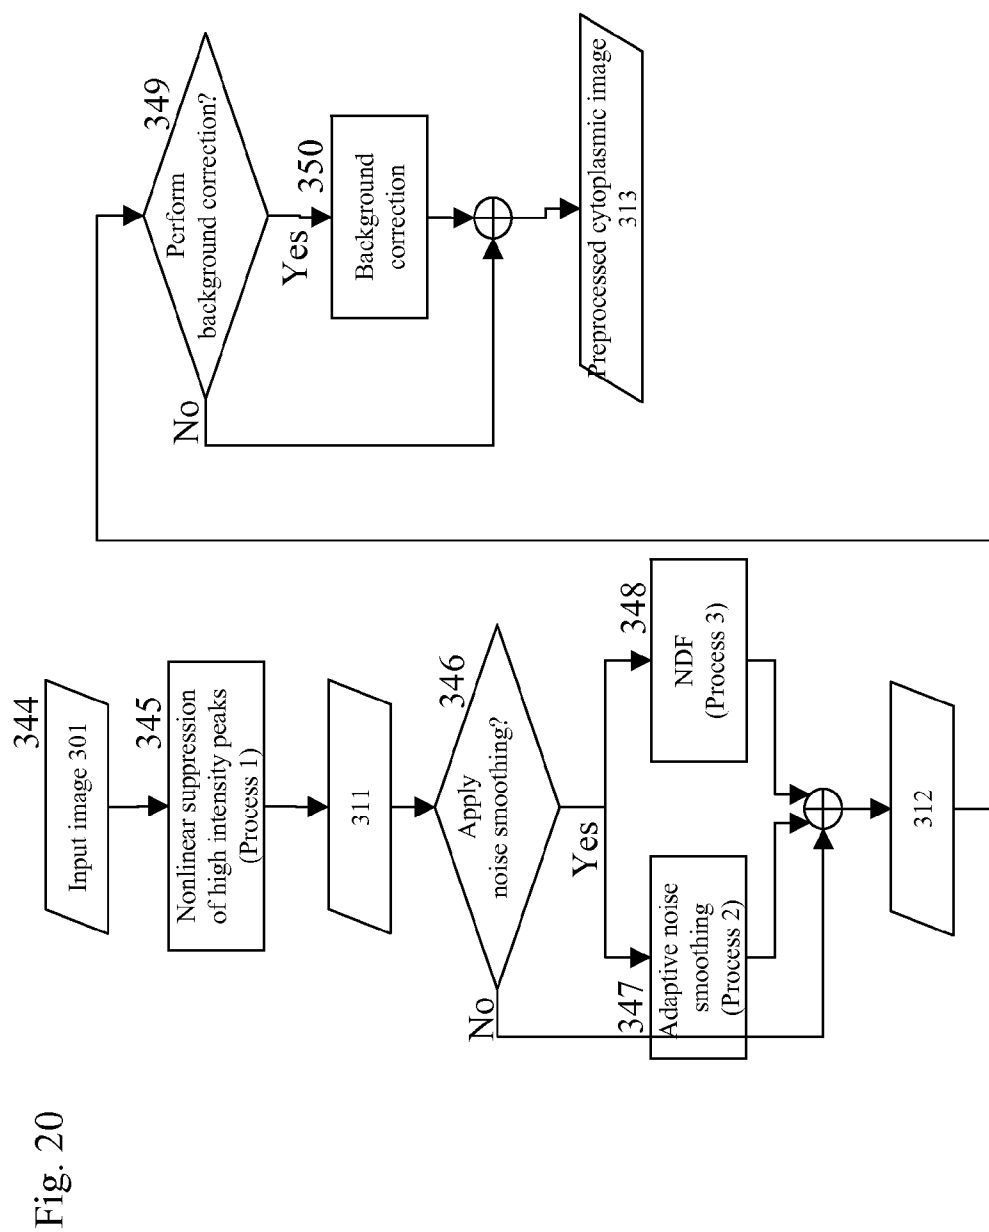 Fig. 20
344
Input image 301
345
Nonlinear suppression
of high intensity peaks
(Process 1)
311
346
Apply
noise smoothing?
Yes
No
347
Adaptive noise
smoothing
(Process 2)
348
NDF
(Process 3)
312
349
Perform
background correction?
Yes
No
350
Background
correction
Preprocessed cytoplasmic image
313